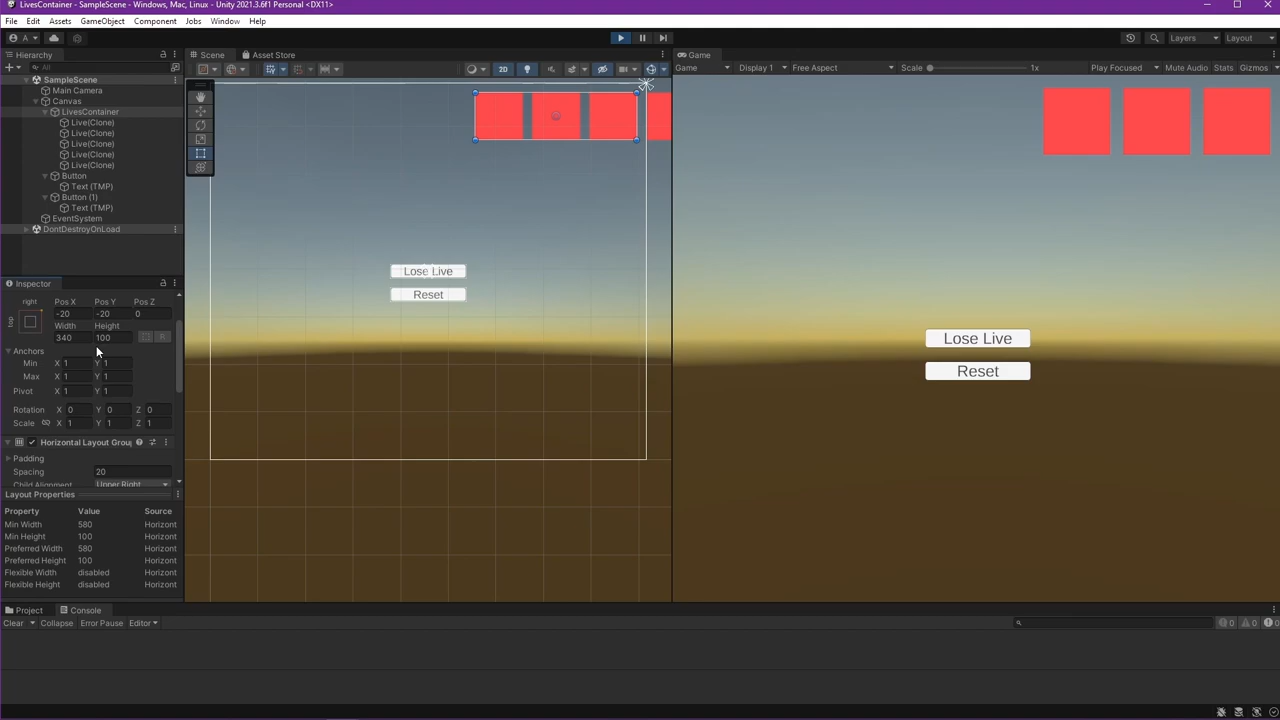 LivesContainer - SampleScene - Windows, Mac, Linux - Unity 2021.3.6f1 Personal <DX11>
File Edit Assets GameObject Component Jobs Window Help
A Layers Layout
Hierarchy
All
SampleScene
Main Camera
Canvas
LivesContainer
Live(Clone)
Live(Clone)
Live(Clone)
Live(Clone)
Live(Clone)
Button
Text (TMP)
Button (1)
Text (TMP)
EventSystem
DontDestroyOnLoad
Scene Asset Store
2D
Lose Live
Reset
Game
Game Display 1 Free Aspect Scale 1x Play Focused Mute Audio Stats Gizmos
Lose Live
Reset
Inspector
right Pos X Pos Y Pos Z
top -20 -20 0
Width Height
340 100 R
Anchors
Min X 1 Y 1
Max X 1 Y 1
Pivot X 1 Y 1
Rotation X 0 Y 0 Z 0
Scale X 1 Y 1 Z 1
Horizontal Layout Grou
Padding
Spacing 20
Child Alignment Upper Right
Layout Properties
Property Value Source
Min Width 580 Horizont
Min Height 100 Horizont
Preferred Width 580 Horizont
Preferred Height 100 Horizont
Flexible Width disabled Horizont
Flexible Height disabled Horizont
Project Console
Clear Collapse Error Pause Editor 0 0 0